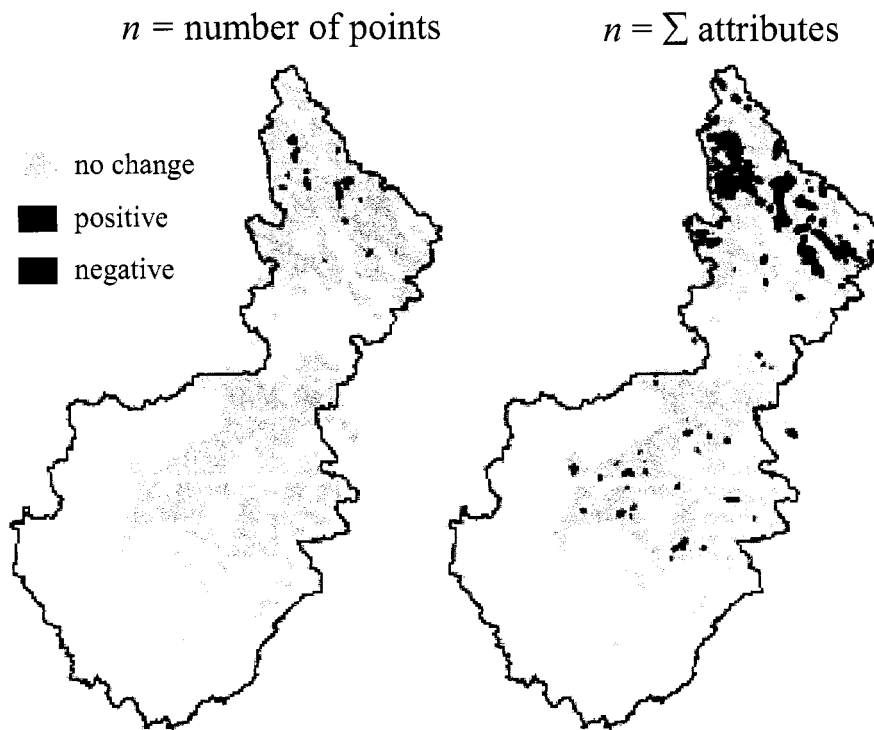 n = number of points
n = ∑ attributes
no change
positive
negative